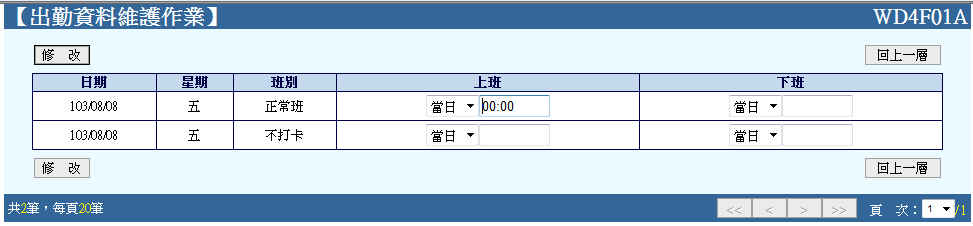 【出勤資料維護作業】 WD4F01A
修 改 回上一層
日期 星期 班別 上班 下班
103/08/08 五 正常班 當日 00:00 當日
103/08/08 五 不打卡 當日 當日
修 改 回上一層
共2筆，每頁20筆 << < > >> 頁 次： 1 /1